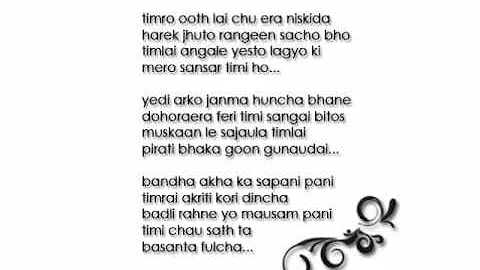 timro ooth lai chu era niskida
harek jhuto rangeen sacho bho
timlai angale yesto lagyo ki
mero sansar timi ho...
yedi arko janma huncha bhane
dohoraera feri timi sangai bitos
muskaan le sajaula timlai
pirati bhaka goon gunaudai...
bandha akha ka sapani pani
timrai akriti kori dincha
badli rahne yo mausam pani
timi chau sath ta
basanta fulcha...